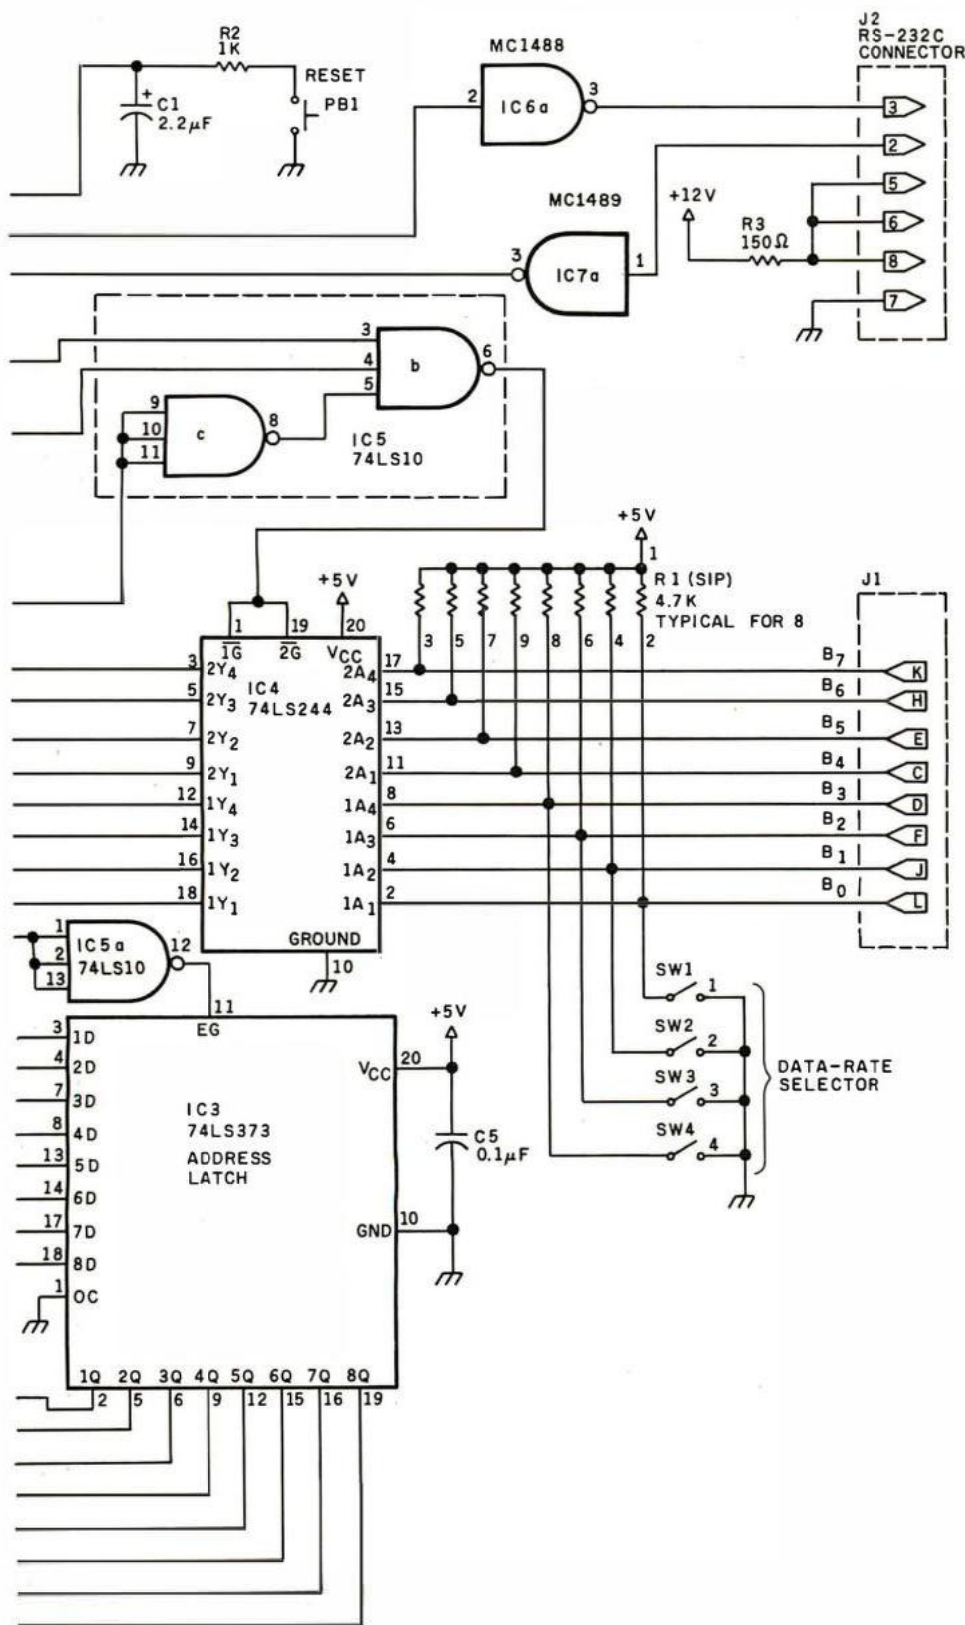 J2
RS-232C
CONNECTOR
R2
1K
RESET
PB1
+
C1
2.2µF
MC1488
2
IC6a
3
3
2
5
6
8
7
+12V
R3
150Ω
MC1489
3
IC7a
1
3
4
5
b
6
9
10
11
c
8
IC5
74LS10
+5V
1
R1 (SIP)
4.7K
TYPICAL FOR 8
3 5 7 9 8 6 4 2
J1
+5V
1 19 20
1G 2G VCC
IC4
74LS244
3 2Y4 2A4 17 B7 K
5 2Y3 2A3 15 B6 H
7 2Y2 2A2 13 B5 E
9 2Y1 2A1 11 B4 C
12 1Y4 1A4 8 B3 D
14 1Y3 1A3 6 B2 F
16 1Y2 1A2 4 B1 J
18 1Y1 1A1 2 B0 L
GROUND
10
1
2
13
IC5a
74LS10
12
11
EG
SW1 1
SW2 2
SW3 3
SW4 4
DATA-RATE
SELECTOR
+5V
3 1D
4 2D
7 3D
8 4D
13 5D
14 6D
17 7D
18 8D
1 OC
VCC 20
IC3
74LS373
ADDRESS
LATCH
C5
0.1µF
GND 10
1Q 2Q 3Q 4Q 5Q 6Q 7Q 8Q
2 5 6 9 12 15 16 19